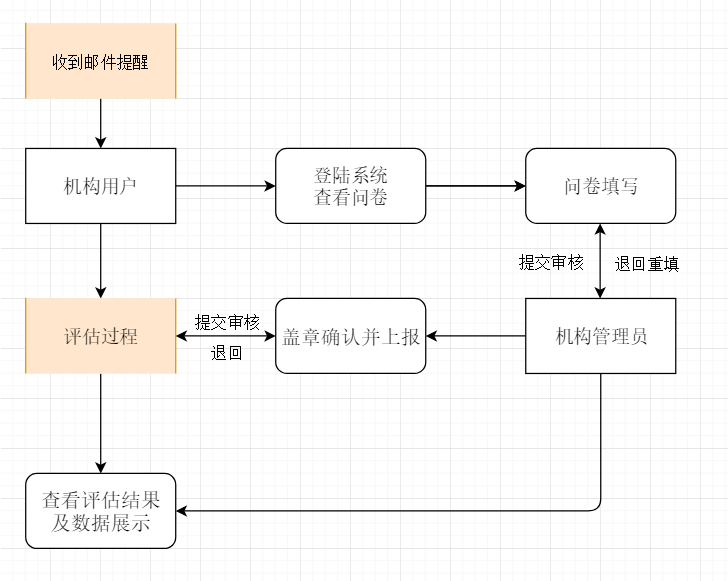 收到邮件提醒
机构用户
登陆系统
查看问卷
问卷填写
提交审核
退回重填
评估过程
提交审核
退回
盖章确认并上报
机构管理员
查看评估结果
及数据展示